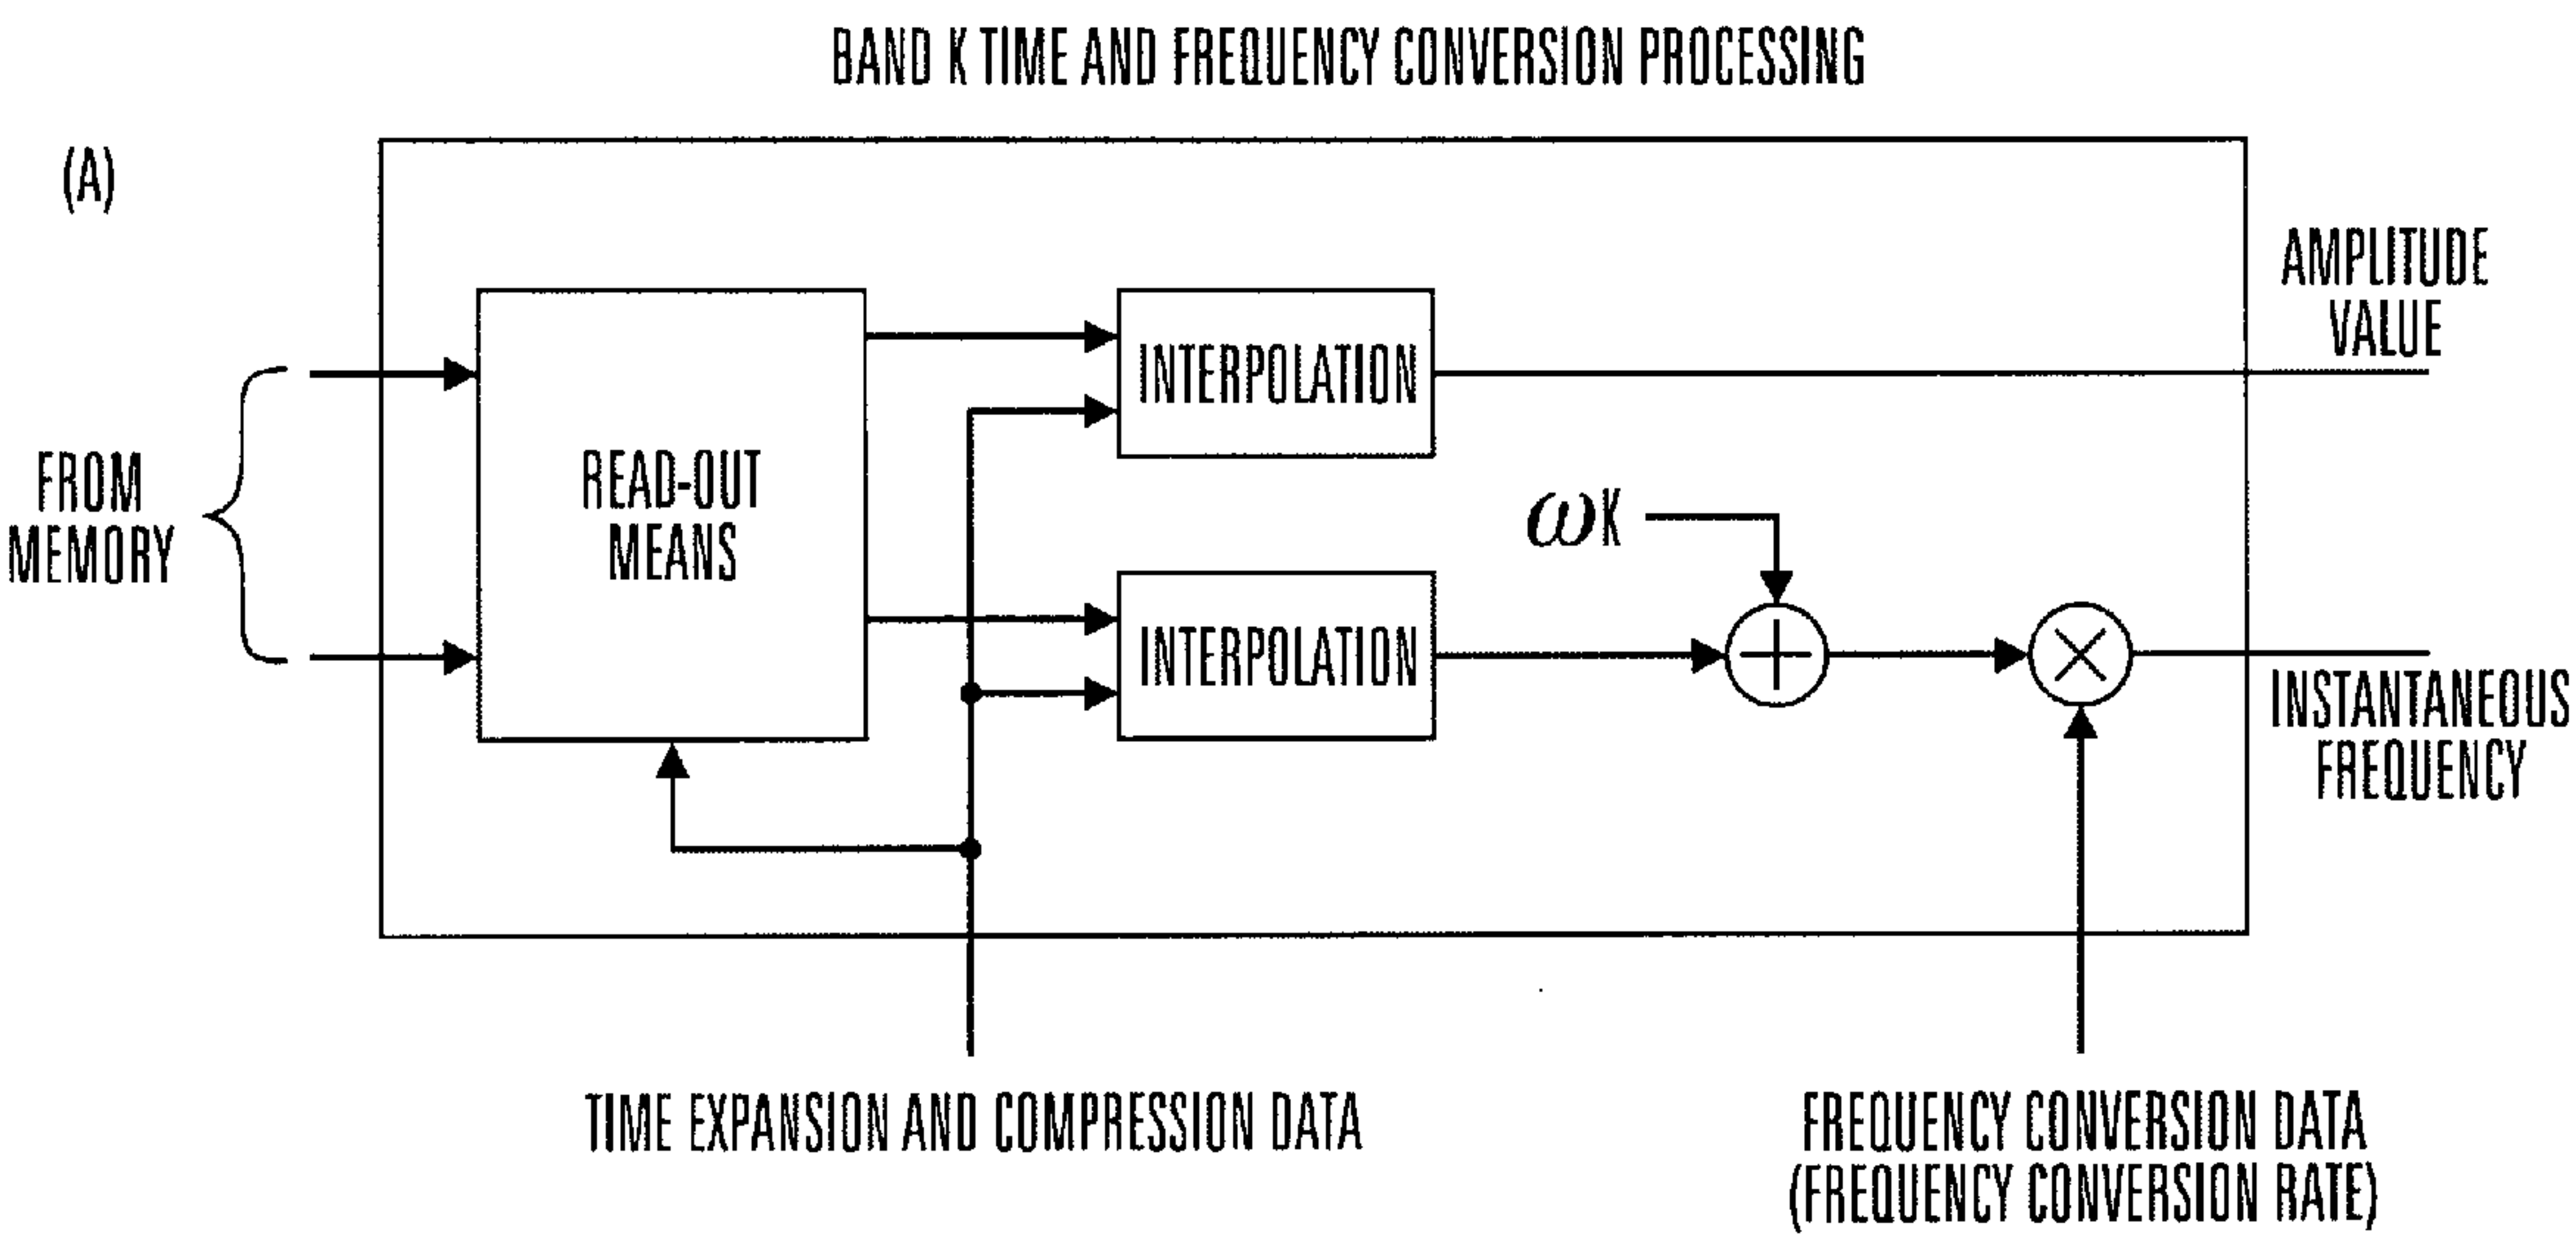 BAND K TIME AND FREQUENCY CONVERSION PROCESSING
(A)
AMPLITUDE
VALUE
INTERPOLATION
FROM
MEMORY
READ-OUT
MEANS
ωK
INTERPOLATION
INSTANTANEOUS
FREQUENCY
TIME EXPANSION AND COMPRESSION DATA
FREQUENCY CONVERSION DATA
(FREQUENCY CONVERSION RATE)